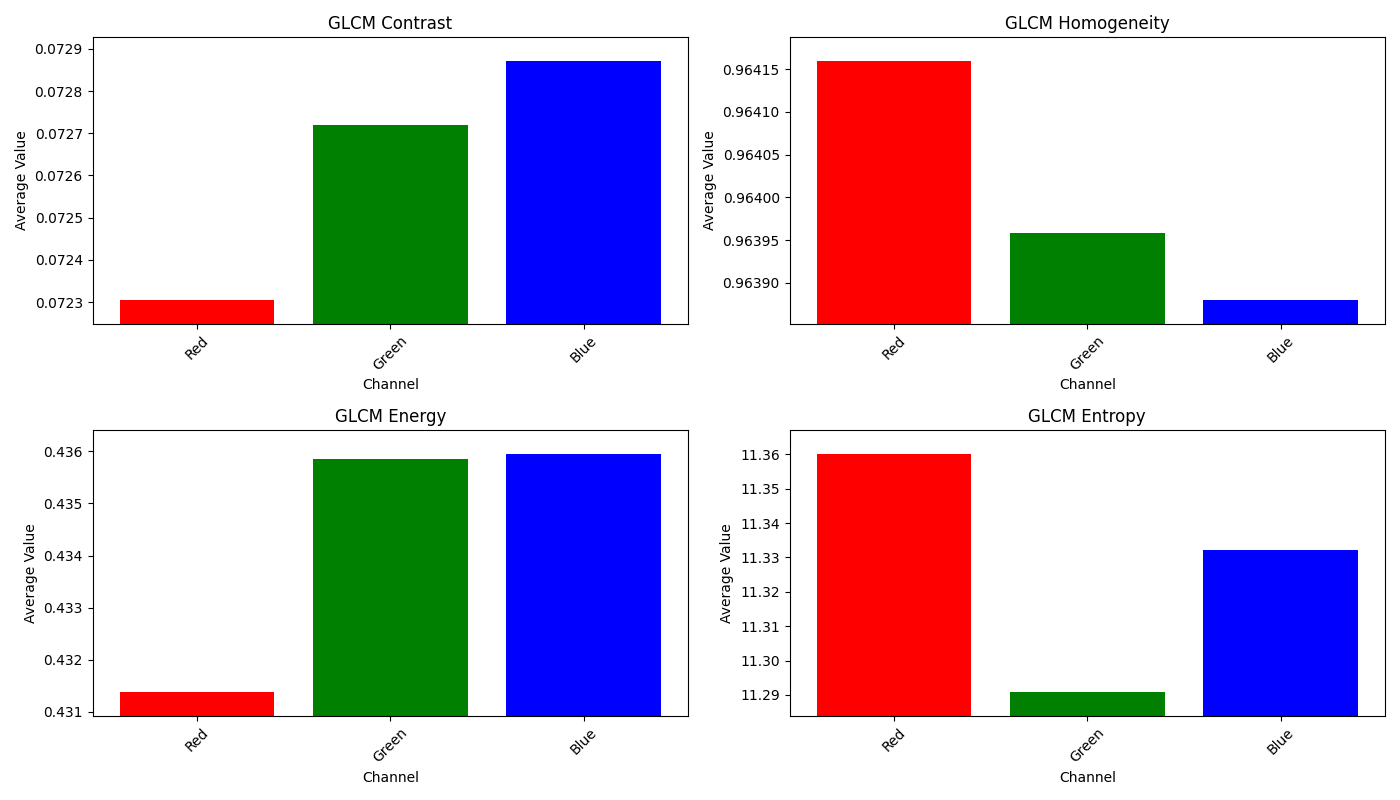 GLCM Contrast
Average Value
0.0729
0.0728
0.0727
0.0726
0.0725
0.0724
0.0723
Red
Green
Blue
Channel
GLCM Homogeneity
Average Value
0.96415
0.96410
0.96405
0.96400
0.96395
0.96390
Red
Green
Blue
Channel
GLCM Energy
Average Value
0.436
0.435
0.434
0.433
0.432
0.431
Red
Green
Blue
Channel
GLCM Entropy
Average Value
11.36
11.35
11.34
11.33
11.32
11.31
11.30
11.29
Red
Green
Blue
Channel